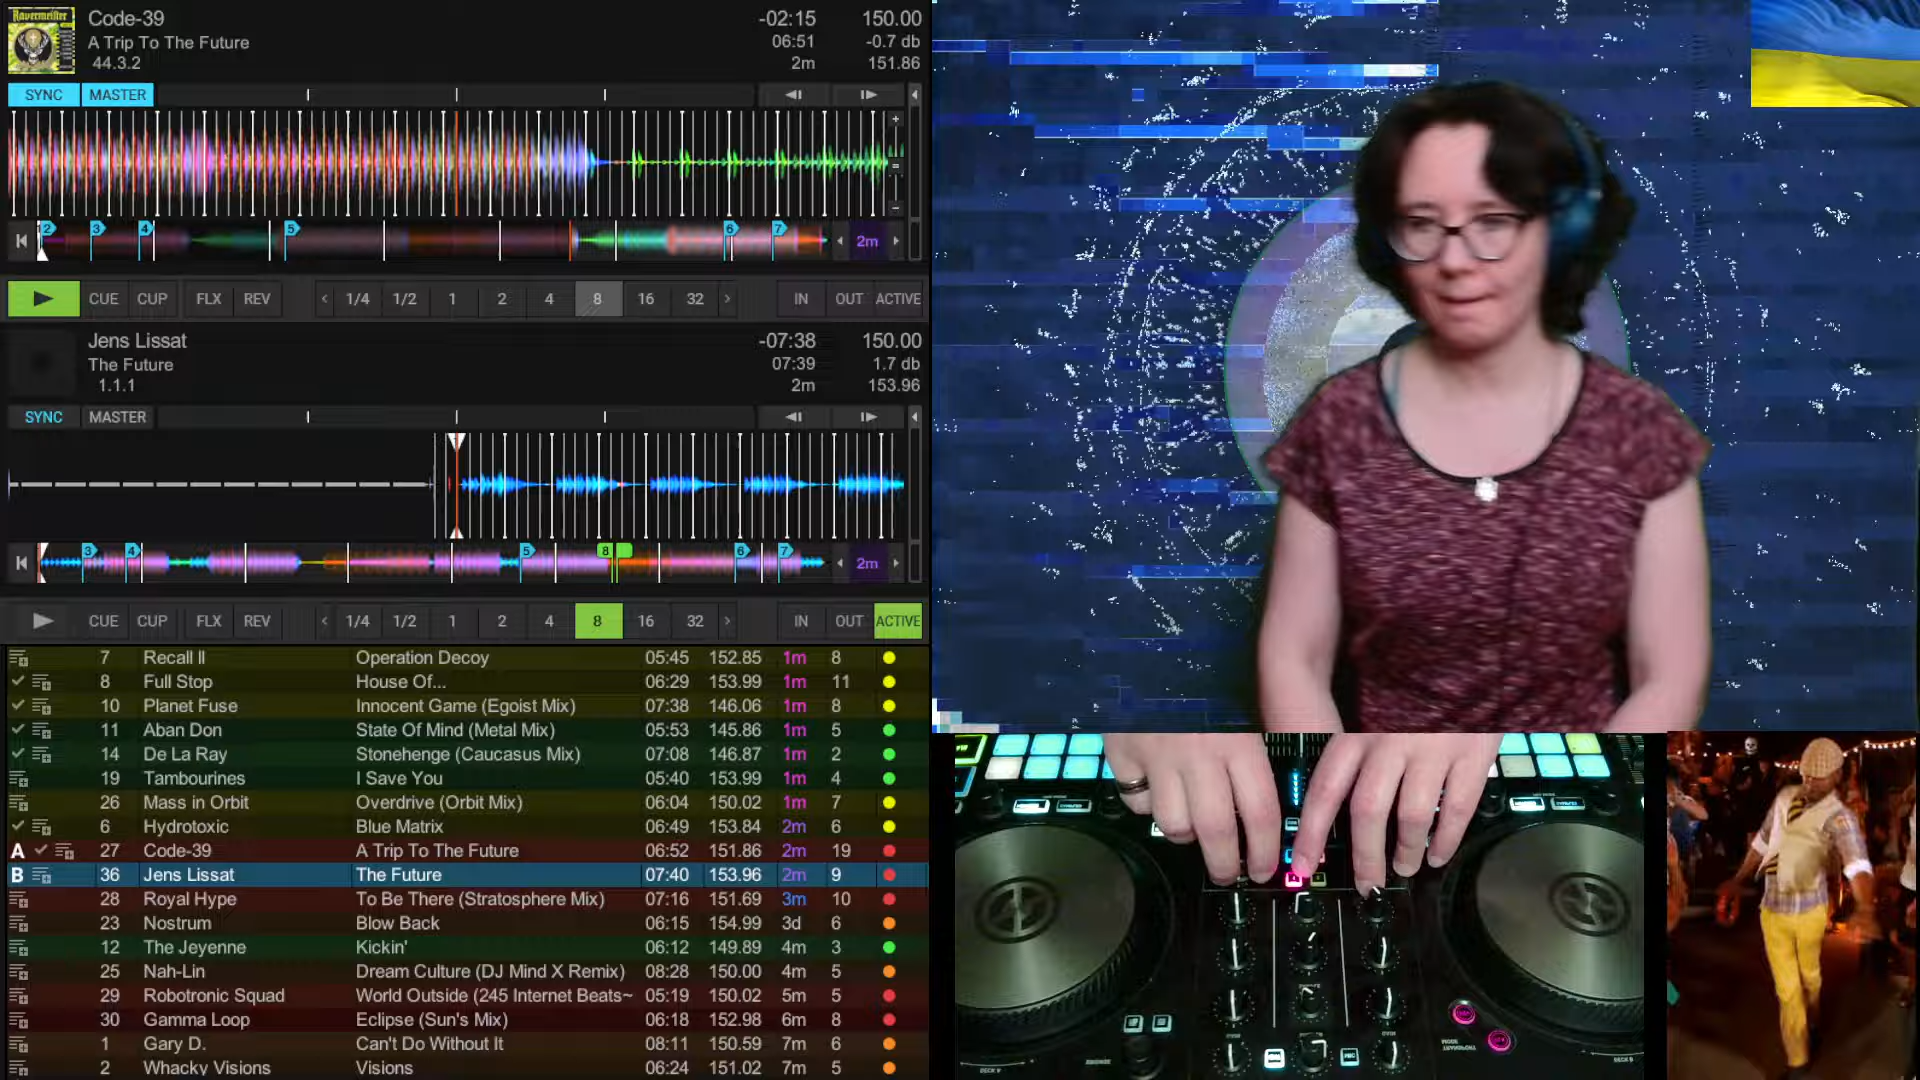 Ravermeister
Code-39 -02:15 150.00
A Trip To The Future 06:51 -0.7 db
44.3.2 2m 151.86
SYNC MASTER
2 3 4 5 6 7 2m
CUE CUP FLX REV 1/4 1/2 1 2 4 8 16 32 IN OUT ACTIVE
Jens Lissat -07:38 150.00
The Future 07:39 1.7 db
1.1.1 2m 153.96
SYNC MASTER
3 4 5 8 6 7 2m
CUE CUP FLX REV 1/4 1/2 1 2 4 8 16 32 IN OUT ACTIVE
7 Recall II Operation Decoy 05:45 152.85 1m 8
8 Full Stop House Of... 06:29 153.99 1m 11
10 Planet Fuse Innocent Game (Egoist Mix) 07:38 146.06 1m 8
11 Aban Don State Of Mind (Metal Mix) 05:53 145.86 1m 5
14 De La Ray Stonehenge (Caucasus Mix) 07:08 146.87 1m 2
19 Tambourines I Save You 05:40 153.99 1m 4
26 Mass in Orbit Overdrive (Orbit Mix) 06:04 150.02 1m 7
6 Hydrotoxic Blue Matrix 06:49 153.84 2m 6
A 27 Code-39 A Trip To The Future 06:52 151.86 2m 19
B 36 Jens Lissat The Future 07:40 153.96 2m 9
28 Royal Hype To Be There (Stratosphere Mix) 07:16 151.69 3m 10
23 Nostrum Blow Back 06:15 154.99 3d 6
12 The Jeyenne Kickin' 06:12 149.89 4m 3
25 Nah-Lin Dream Culture (DJ Mind X Remix) 08:28 150.00 4m 5
29 Robotronic Squad World Outside (245 Internet Beats~ 05:19 150.02 5m 5
30 Gamma Loop Eclipse (Sun's Mix) 06:18 152.98 6m 8
1 Gary D. Can't Do Without It 08:11 150.59 7m 6
2 Whacky Visions Visions 06:24 151.02 7m 5